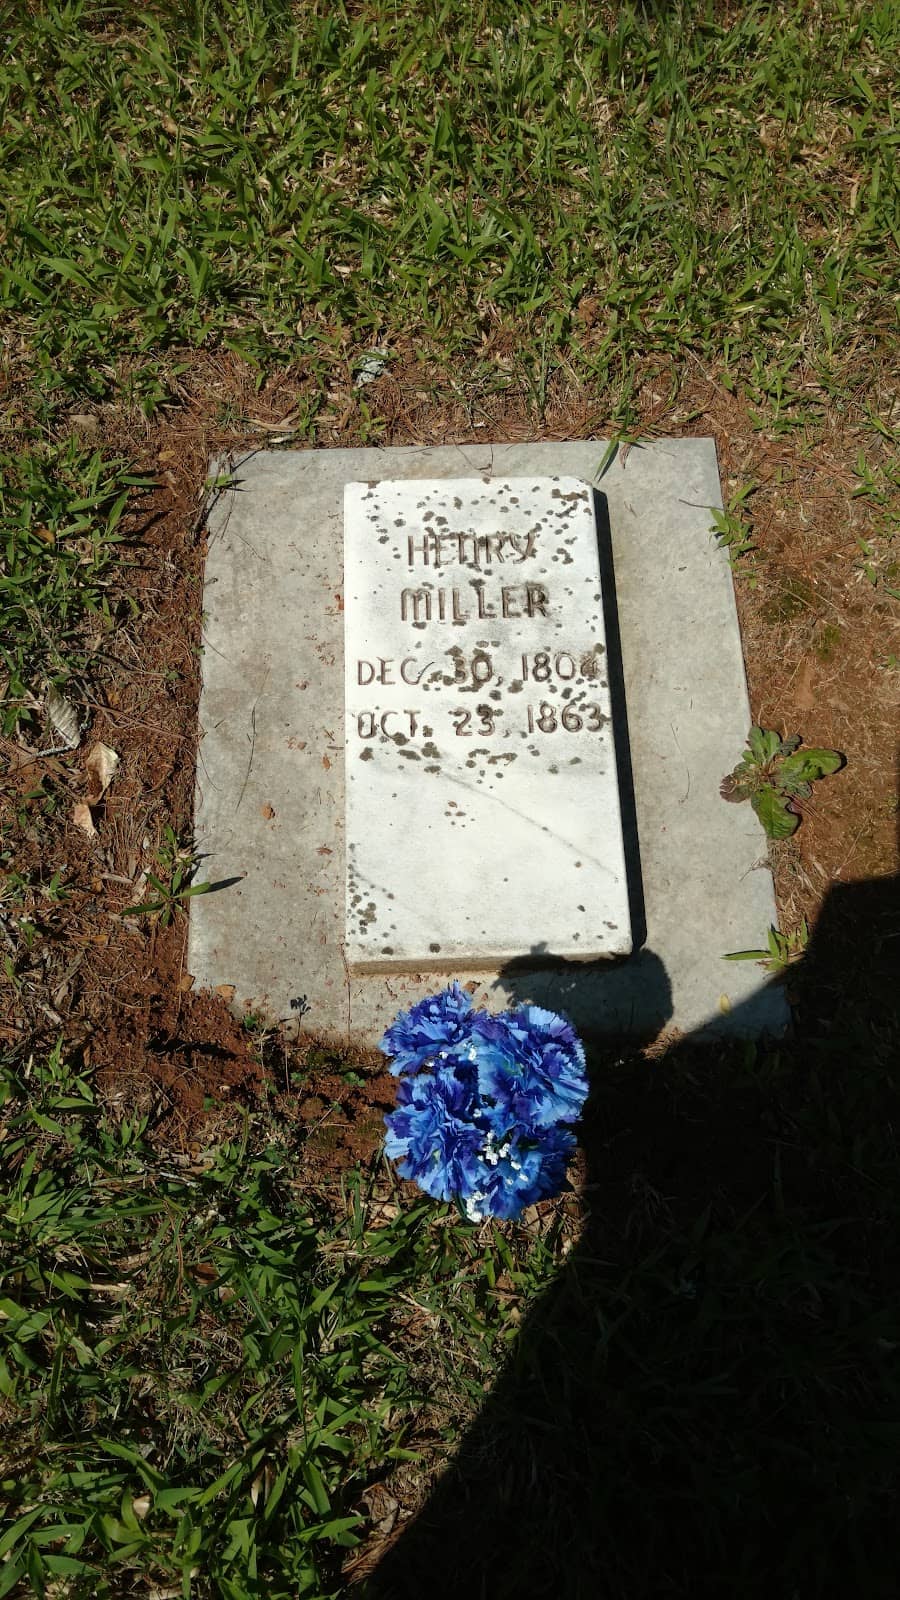 HENRY
MILLER
DEC. 30, 1804
OCT. 23, 1863